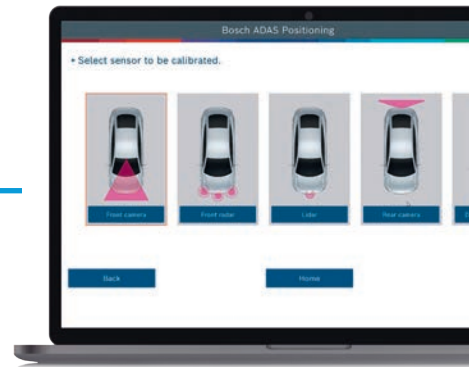 Bosch ADAS Positioning
• Select sensor to be calibrated.
Front camera
Front radar
Lidar
Rear camera
Back
Home